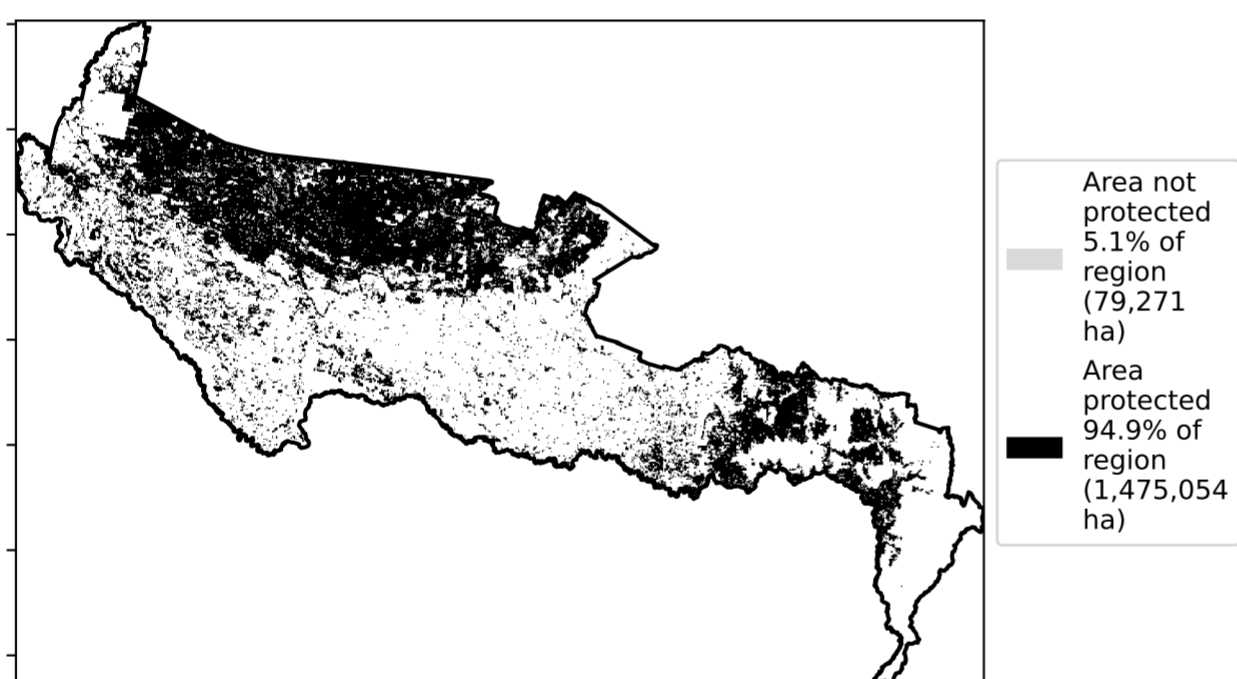 Area not
protected
5.1% of
region
(79,271
ha)
Area
protected
94.9% of
region
(1,475,054
ha)